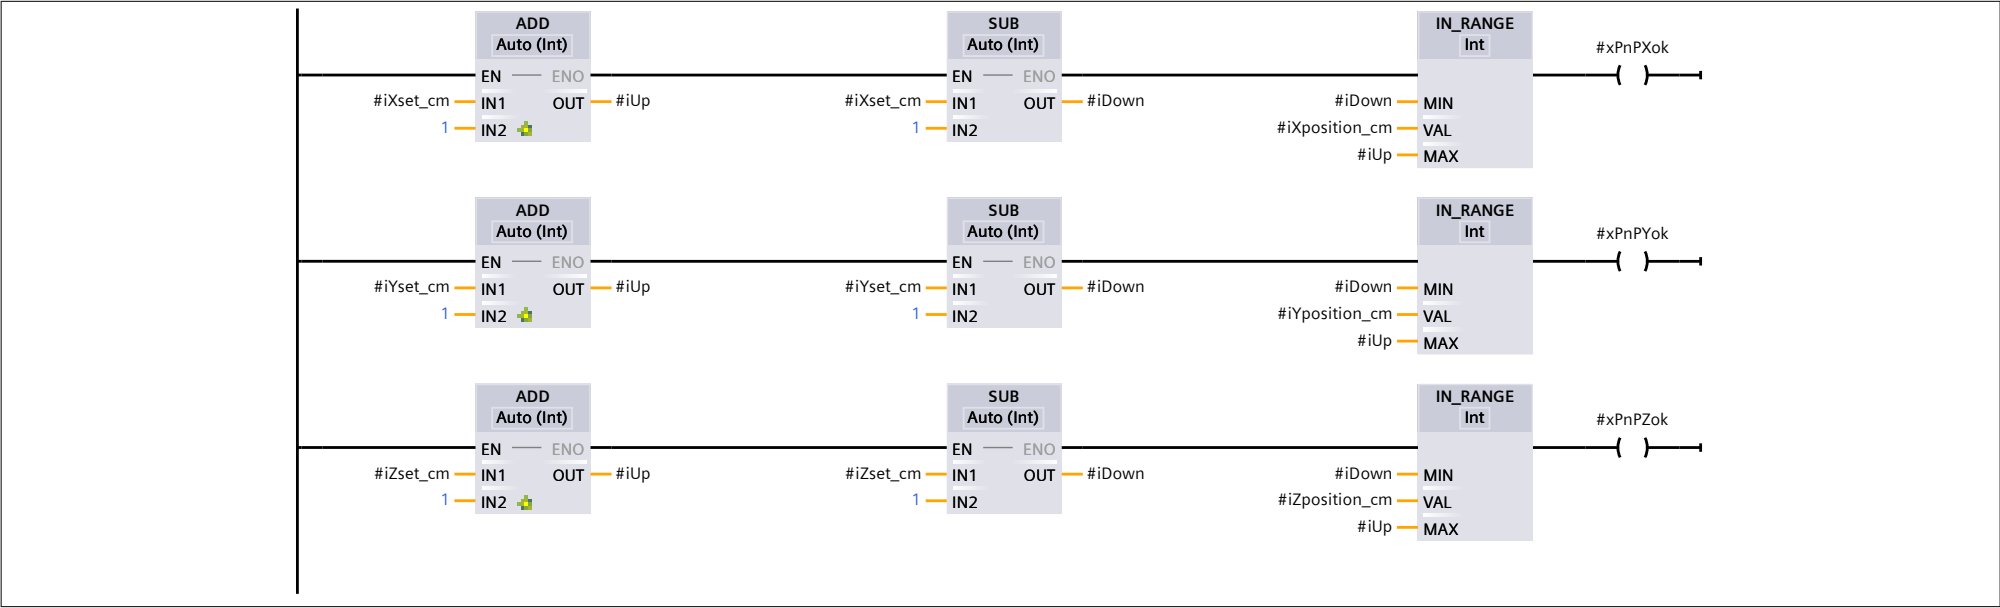 ADD SUB IN_RANGE
Auto (Int) Auto (Int) Int #xPnPXok
EN ENO EN ENO
#iXset_cm IN1 OUT #iUp #iXset_cm IN1 OUT #iDown #iDown MIN
1 IN2 1 IN2 #iXposition_cm VAL
#iUp MAX
ADD SUB IN_RANGE
Auto (Int) Auto (Int) Int #xPnPYok
EN ENO EN ENO
#iYset_cm IN1 OUT #iUp #iYset_cm IN1 OUT #iDown #iDown MIN
1 IN2 1 IN2 #iYposition_cm VAL
#iUp MAX
ADD SUB IN_RANGE
Auto (Int) Auto (Int) Int #xPnPZok
EN ENO EN ENO
#iZset_cm IN1 OUT #iUp #iZset_cm IN1 OUT #iDown #iDown MIN
1 IN2 1 IN2 #iZposition_cm VAL
#iUp MAX